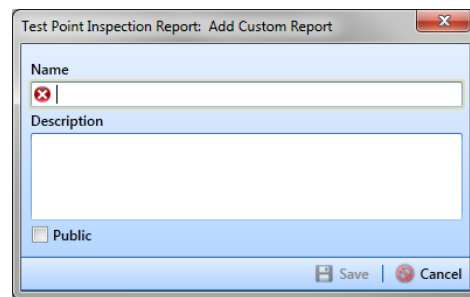 Test Point Inspection Report: Add Custom Report
Name
Description
Public
Save
Cancel